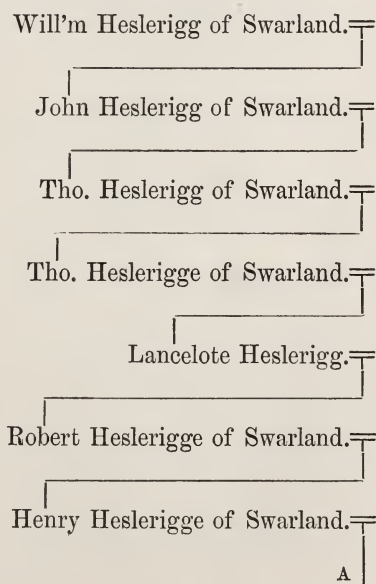 Will'm Heslerigg of Swarland.
John Heslerigg of Swarland.
Tho. Heslerigg of Swarland.
Tho. Heslerigge of Swarland.
Lancelote Heslerigg.
Robert Heslerigge of Swarland.
Henry Heslerigge of Swarland.
A